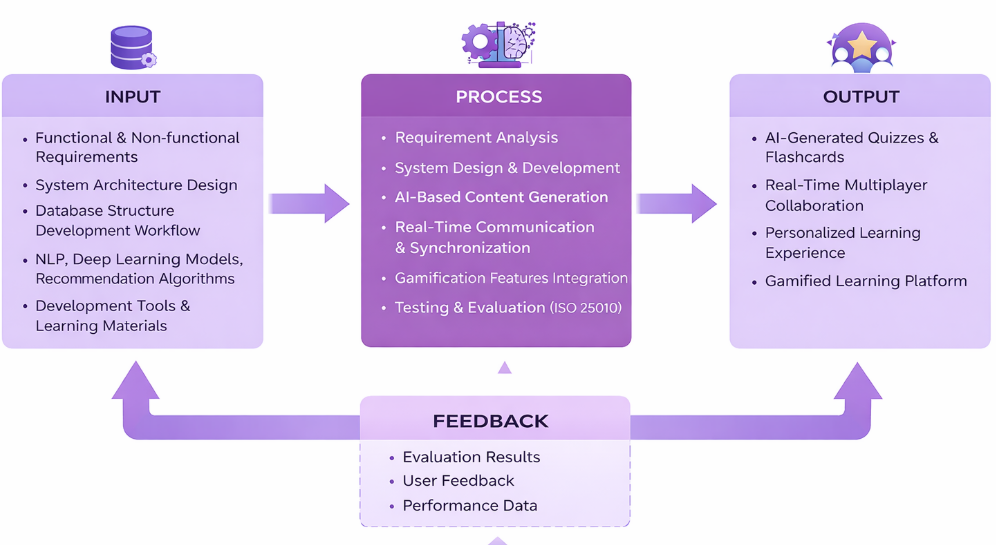 INPUT
• Functional & Non-functional
Requirements
• System Architecture Design
• Database Structure
Development Workflow
• NLP, Deep Learning Models,
Recommendation Algorithms
• Development Tools &
Learning Materials
PROCESS
• Requirement Analysis
• System Design & Development
• AI-Based Content Generation
• Real-Time Communication
& Synchronization
• Gamification Features Integration
• Testing & Evaluation (ISO 25010)
OUTPUT
• AI-Generated Quizzes &
Flashcards
• Real-Time Multiplayer
Collaboration
• Personalized Learning
Experience
• Gamified Learning Platform
FEEDBACK
• Evaluation Results
• User Feedback
• Performance Data